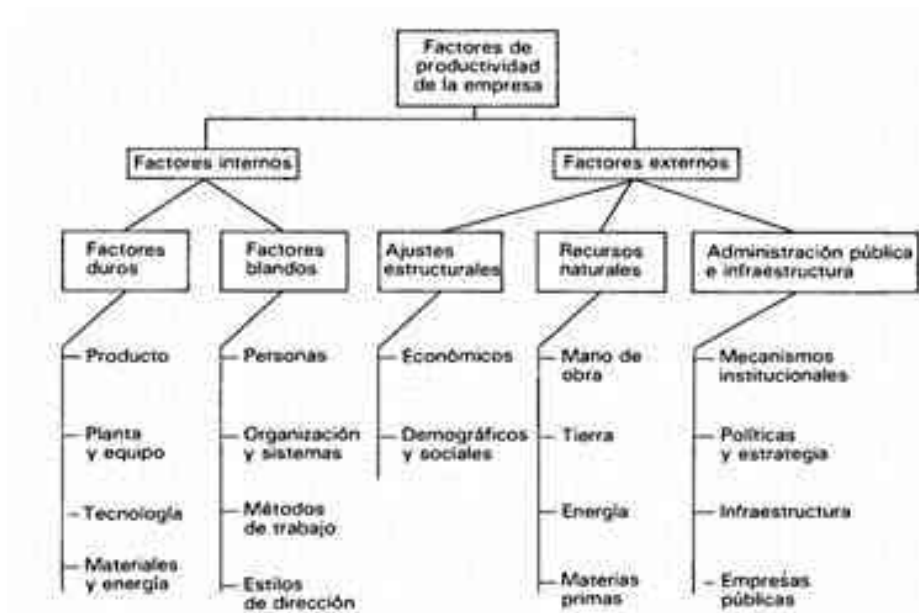 Factores de
productividad
de la empresa
Factores internos
Factores externos
Factores
duros
Factores
blandos
Ajustes
estructurales
Recursos
naturales
Administración pública
e infraestructura
Producto
Planta
y equipo
Tecnología
Materiales
y energía
Personas
Organización
y sistemas
Métodos
de trabajo
Estilos
de dirección
Económicos
Demográficos
y sociales
Mano de
obra
Tierra
Energía
Materias
primas
Mecanismos
institucionales
Políticas
y estrategia
Infraestructura
Empresas
públicas